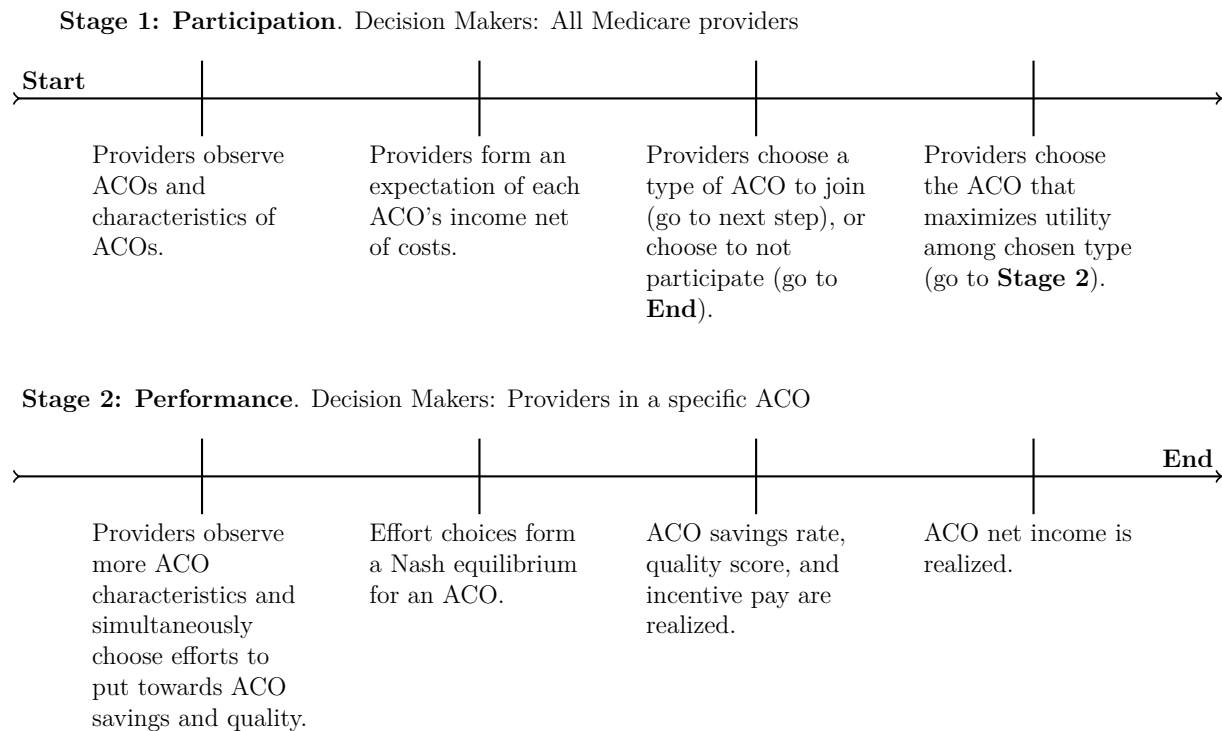 Stage 1: Participation. Decision Makers: All Medicare providers
Start
Providers observe
ACOs and
characteristics of
ACOs.
Providers form an
expectation of each
ACO's income net
of costs.
Providers choose a
type of ACO to join
(go to next step), or
choose to not
participate (go to
End).
Providers choose
the ACO that
maximizes utility
among chosen type
(go to Stage 2).
Stage 2: Performance. Decision Makers: Providers in a specific ACO
End
Providers observe
more ACO
characteristics and
simultaneously
choose efforts to
put towards ACO
savings and quality.
Effort choices form
a Nash equilibrium
for an ACO.
ACO savings rate,
quality score, and
incentive pay are
realized.
ACO net income is
realized.